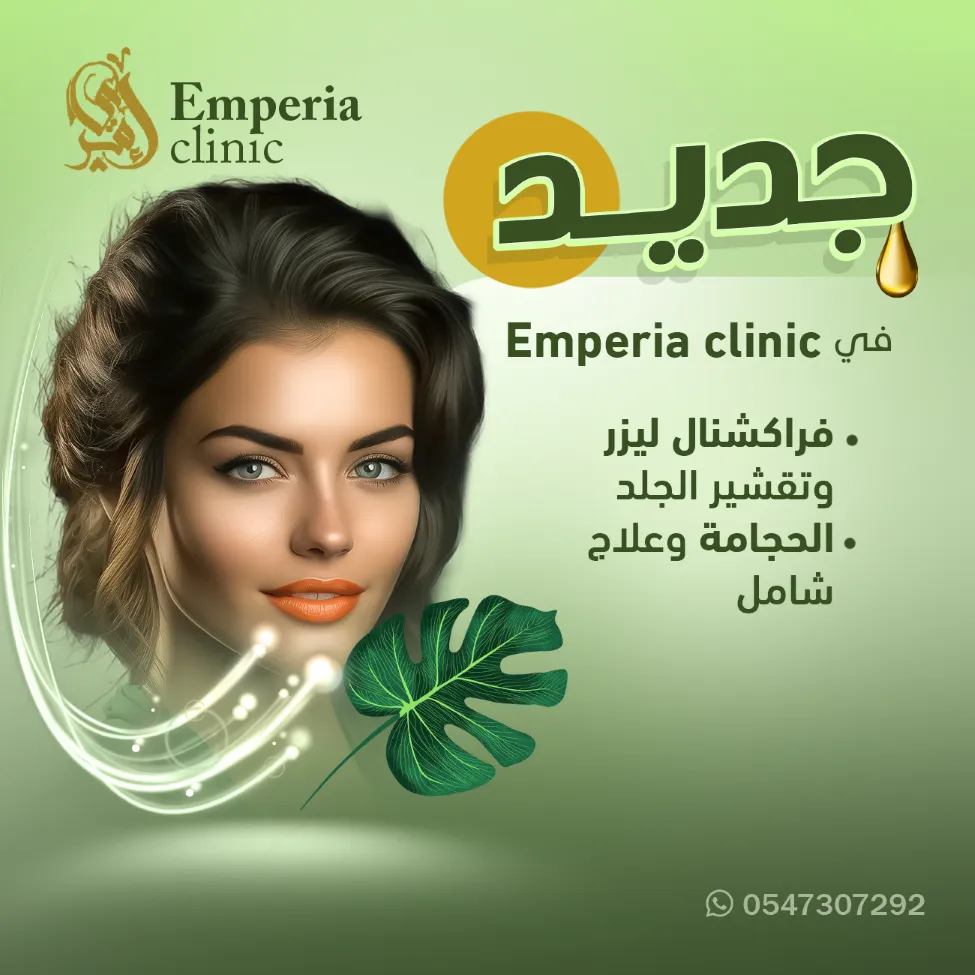 Emperia
clinic
جديد
في Emperia clinic
• فراكشنال ليزر
وتقشير الجلد
• الحجامة وعلاج
شامل
0547307292